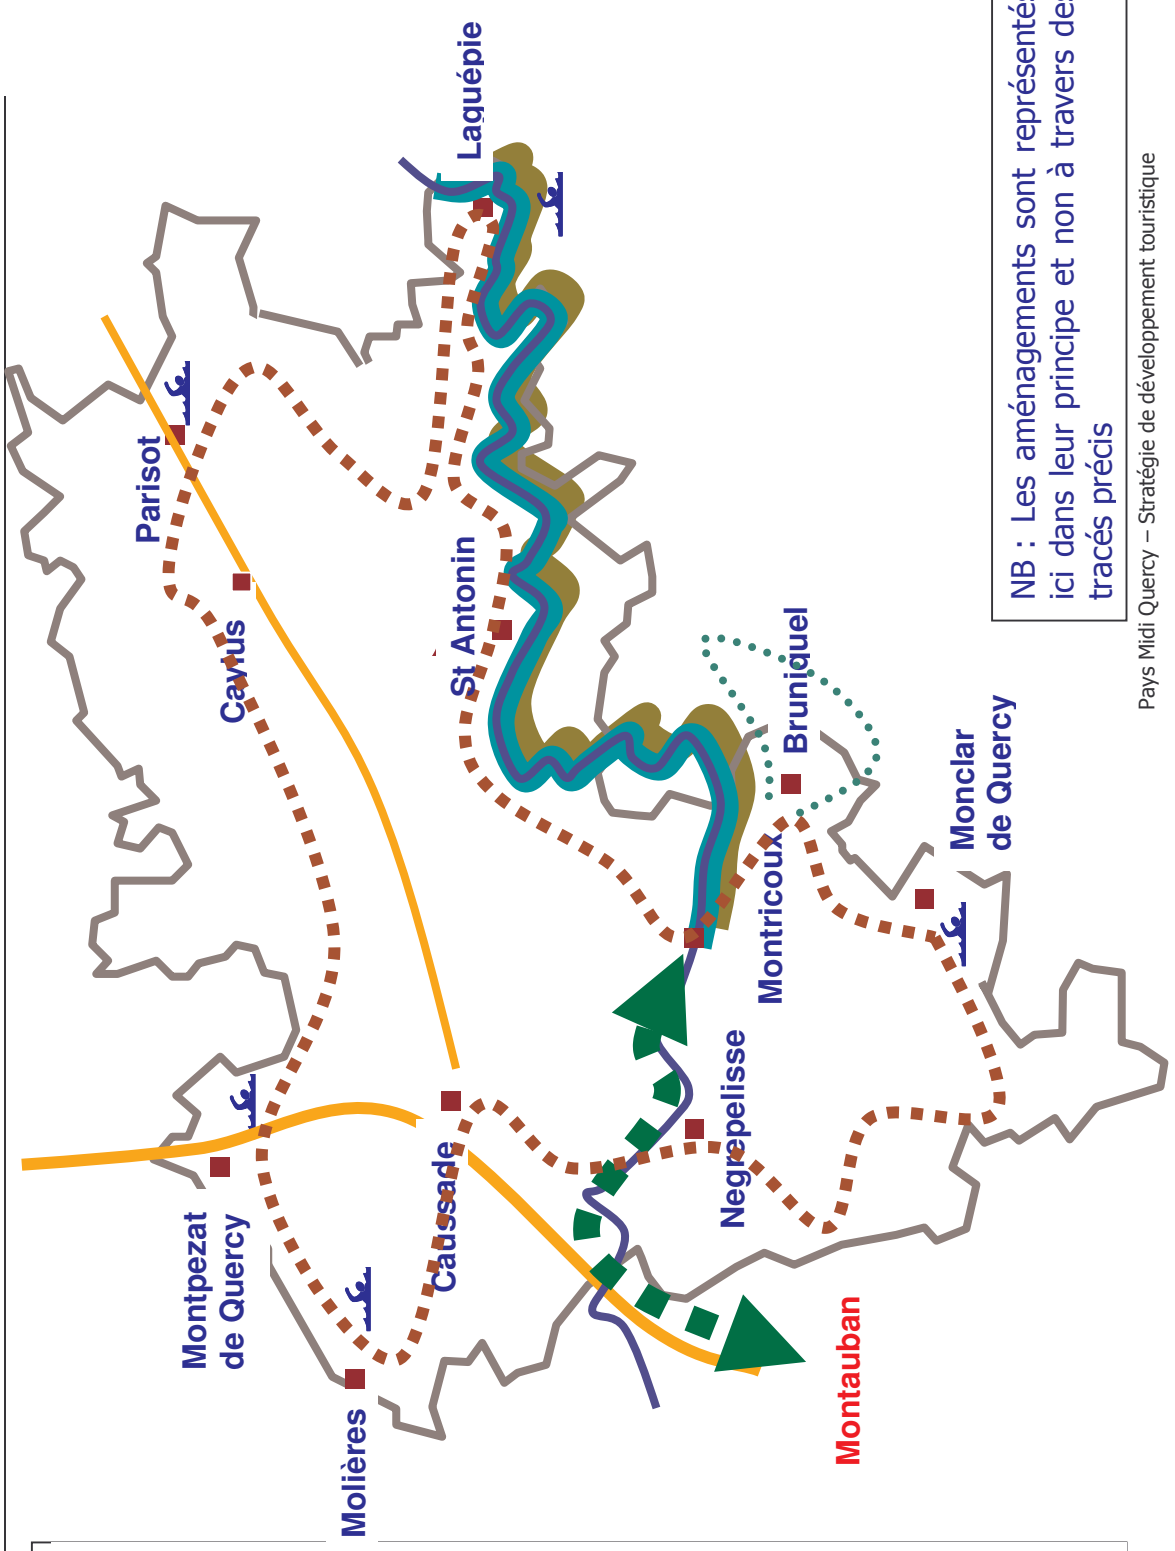 Laguépie
Parisot
Caylus
St Antonin
Bruniquel
Monclar
de Quercy
Montricoux
Negrepelisse
Caussade
Montpezat
de Quercy
Molières
Montauban
NB : Les aménagements sont représentés
ici dans leur principe et non à travers des
tracés précis
Pays Midi Quercy – Stratégie de développement touristique